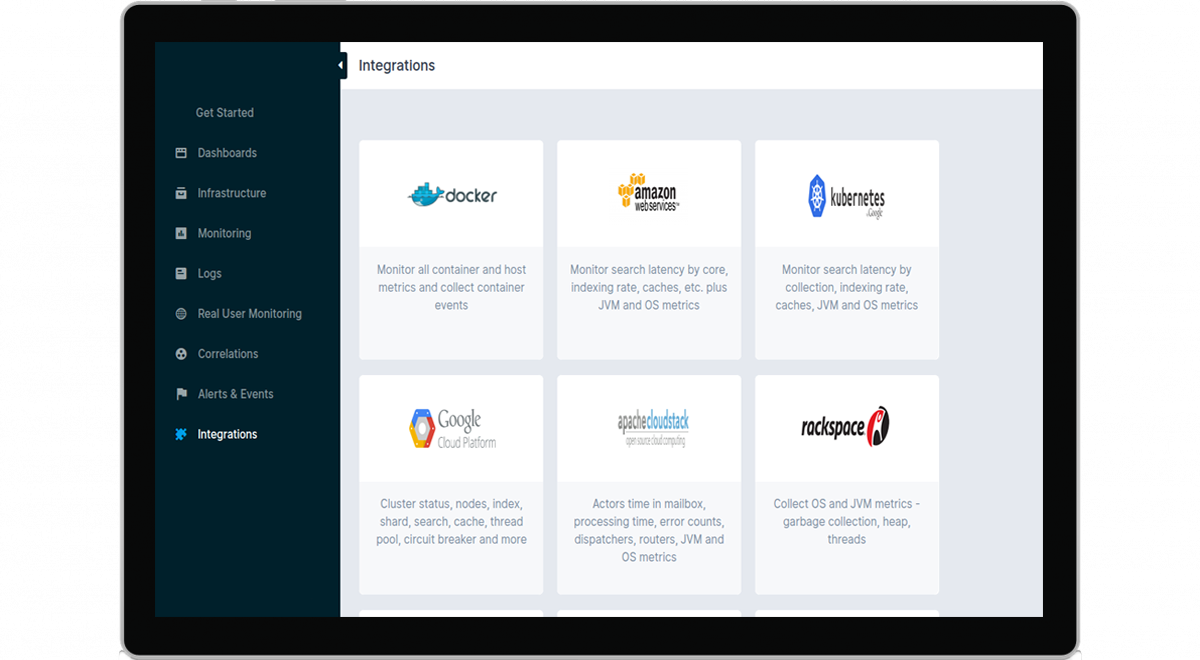 Integrations
Get Started
Dashboards
Infrastructure
Monitoring
Logs
Real User Monitoring
Correlations
Alerts & Events
Integrations
docker
Monitor all container and host
metrics and collect container
events
amazon
webservices™
Monitor search latency by core,
indexing rate, caches, etc. plus
JVM and OS metrics
kubernetes
by Google
Monitor search latency by
collection, indexing rate,
caches, JVM and OS metrics
Google
Cloud Platform
Cluster status, nodes, index,
shard, search, cache, thread
pool, circuit breaker and more
apachecloudstack
open source cloud computing
Actors time in mailbox,
processing time, error counts,
dispatchers, routers, JVM and
OS metrics
rackspace
Collect OS and JVM metrics -
garbage collection, heap,
threads